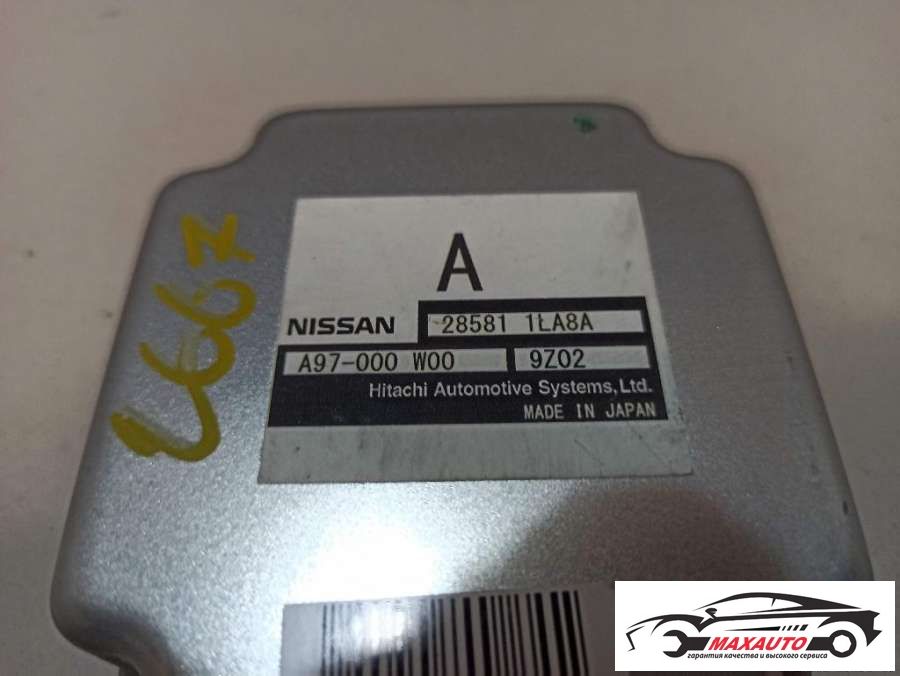 A
NISSAN 28581 1LA8A
A97-000 W00 9Z02
Hitachi Automotive Systems,Ltd.
MADE IN JAPAN
L667
MAXAUTO
гарантия качества и высокого сервиса